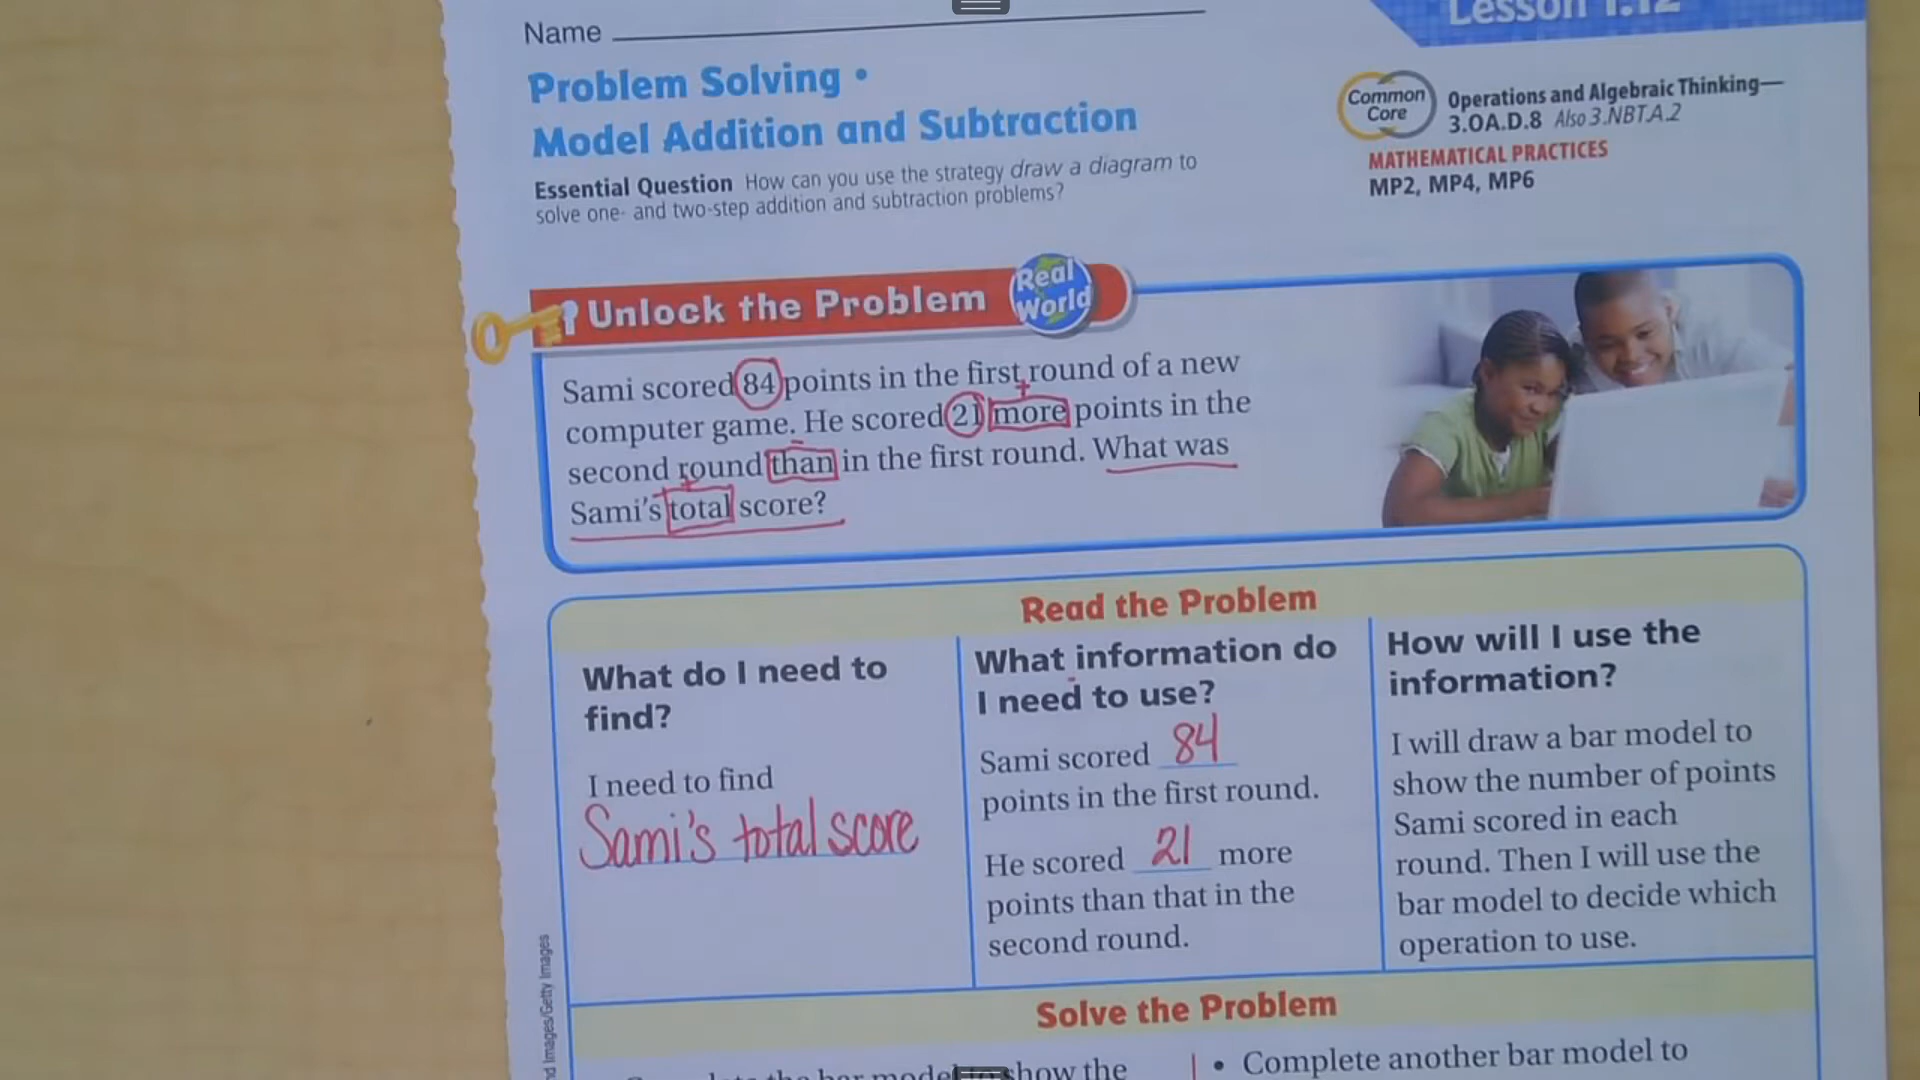 Name
Lesson 1.12
Problem Solving •
Model Addition and Subtraction
Essential Question How can you use the strategy draw a diagram to
solve one- and two-step addition and subtraction problems?
Common
Core
Operations and Algebraic Thinking—
3.OA.D.8 Also 3.NBT.A.2
MATHEMATICAL PRACTICES
MP2, MP4, MP6
Unlock the Problem
Real
World
Sami scored 84 points in the first round of a new
+
computer game. He scored 21 more points in the
-
second round than in the first round. What was
+
Sami's total score?
Read the Problem
What do I need to
find?
I need to find
Sami's total score
What information do
I need to use?
Sami scored 84
points in the first round.
He scored 21 more
points than that in the
second round.
How will I use the
information?
I will draw a bar model to
show the number of points
Sami scored in each
round. Then I will use the
bar model to decide which
operation to use.
Images/Getty Images
Solve the Problem
the bar model to show the
• Complete another bar model to